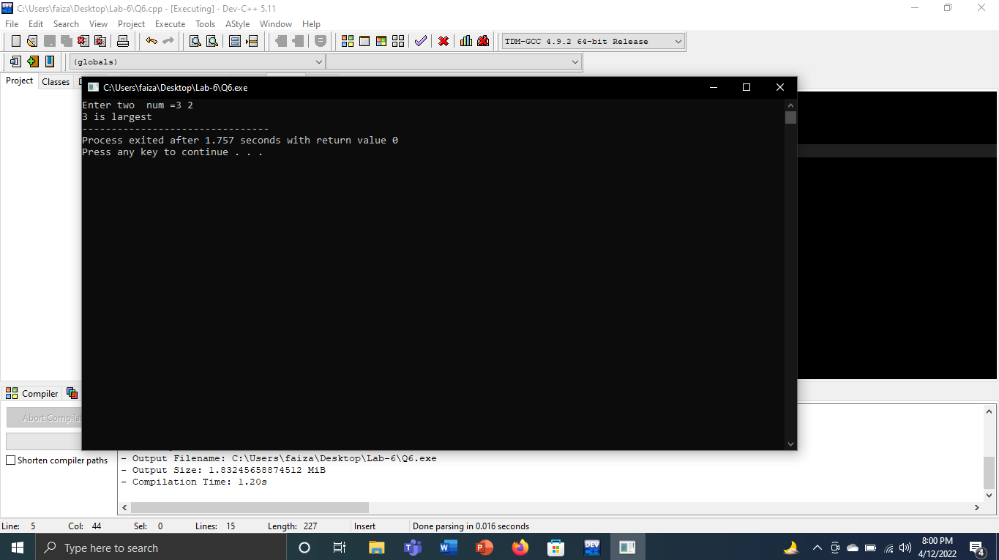 C:\Users\faiza\Desktop\Lab-6\Q6.cpp - [Executing] - Dev-C++ 5.11
File Edit Search View Project Execute Tools AStyle Window Help
TDM-GCC 4.9.2 64-bit Release
(globals)
Project Classes
C:\Users\faiza\Desktop\Lab-6\Q6.exe
Enter two  num =3 2
3 is largest
--------------------------------
Process exited after 1.757 seconds with return value 0
Press any key to continue . . .
Compiler
Abort
Shorten compiler paths
- Output Filename: C:\Users\faiza\Desktop\Lab-6\Q6.exe
- Output Size: 1.83245658874512 MiB
- Compilation Time: 1.20s
Line: 5 Col: 44 Sel: 0 Lines: 15 Length: 227 Insert Done parsing in 0.016 seconds
Type here to search
DEV
8:00 PM
4/12/2022
4